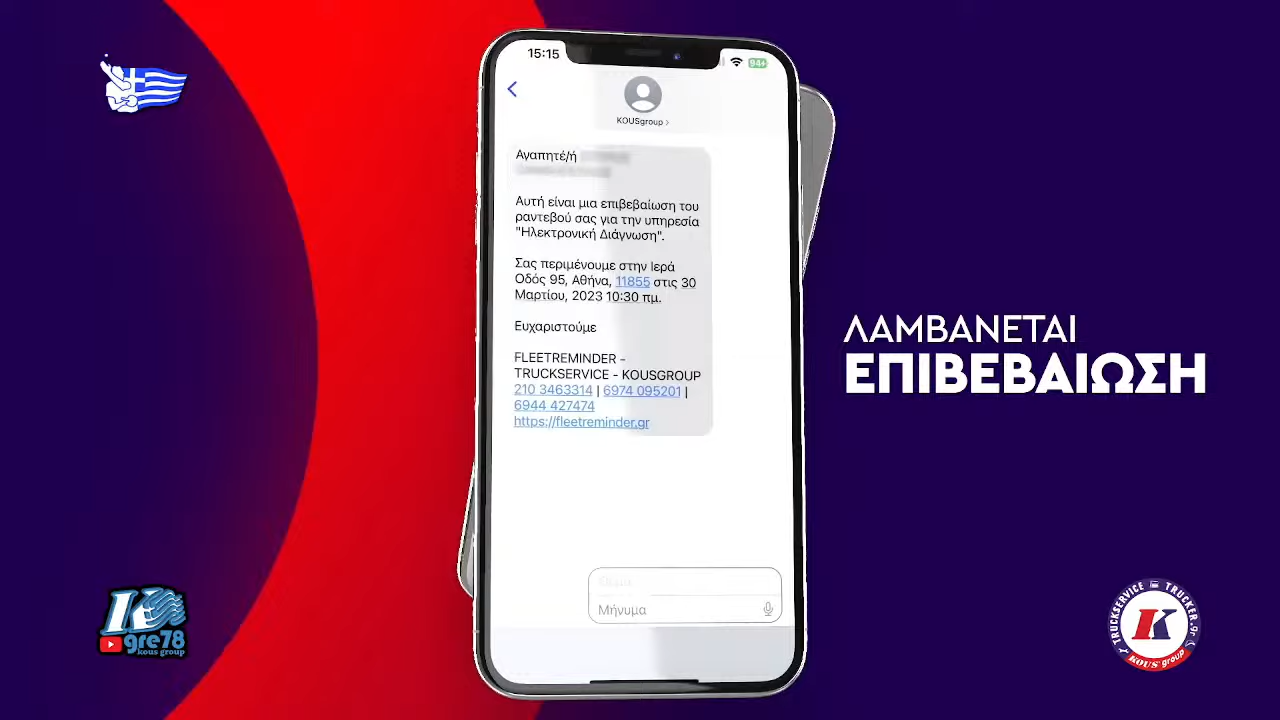 15:15
94+
KOUSgroup >
Αγαπητέ/ή
Αυτή είναι μια επιβεβαίωση του
ραντεβού σας για την υπηρεσία
"Ηλεκτρονική Διάγνωση".
Σας περιμένουμε στην Ιερά
Οδός 95, Αθήνα, 11855 στις 30
Μαρτίου, 2023 10:30 πμ.
Ευχαριστούμε
FLEETREMINDER -
TRUCKSERVICE - KOUSGROUP
210 3463314 | 6974 095201 |
6944 427474
https://fleetreminder.gr
Μήνυμα
ΛΑΜΒΑΝΕΤΑΙ
ΕΠΙΒΕΒΑΙΩΣΗ
K
gre78
kous group
TRUCKSERVICE TRUCKER.gr
K
KOUS group